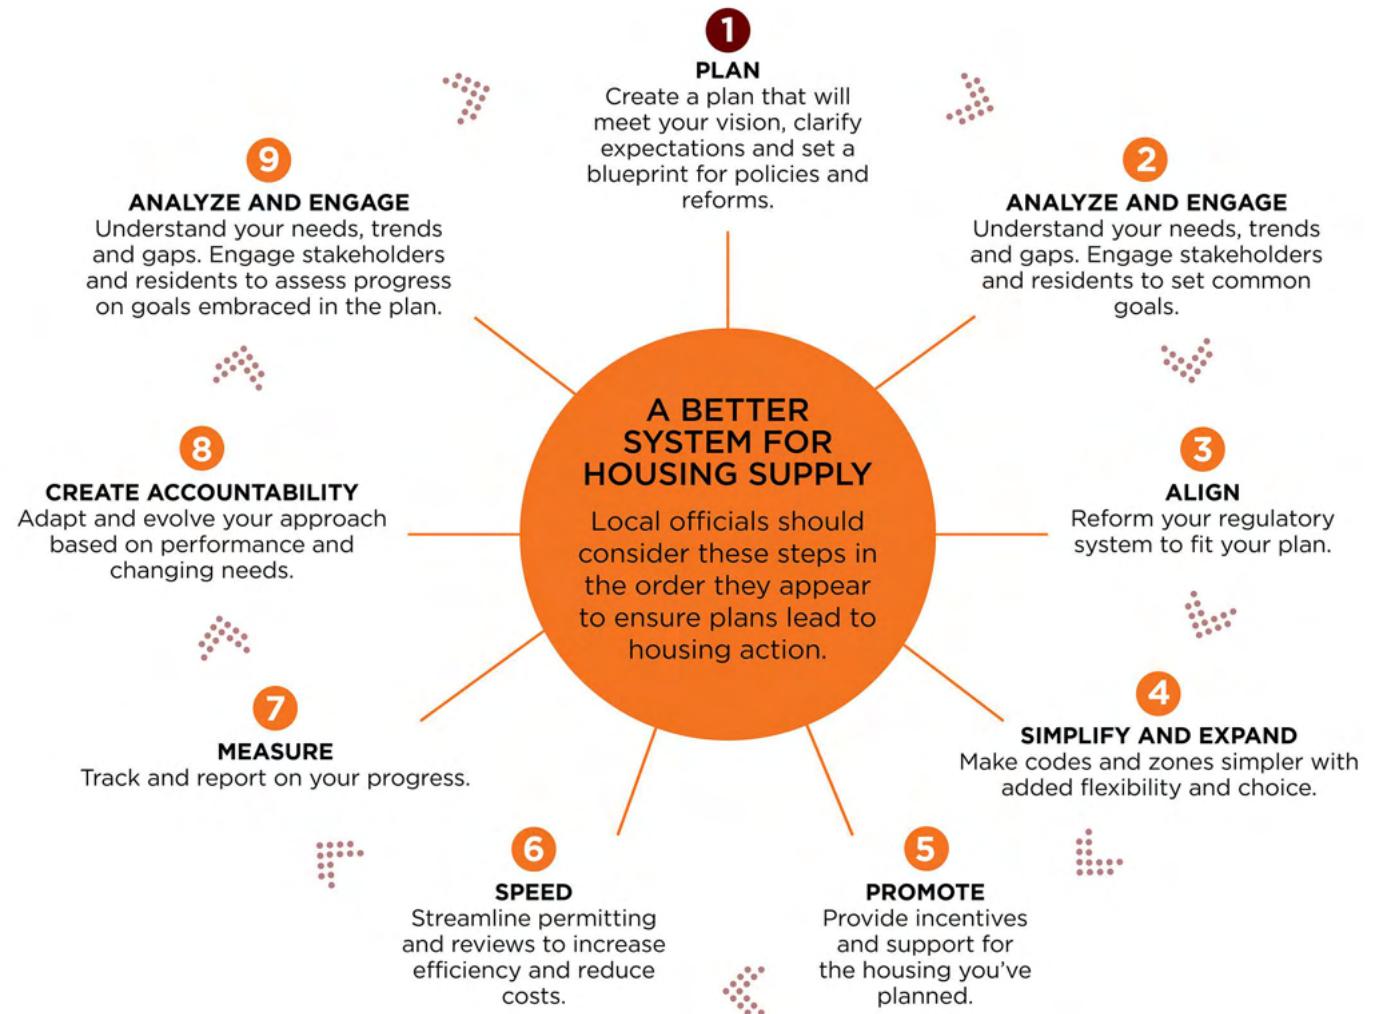 1
PLAN
Create a plan that will
meet your vision, clarify
expectations and set a
blueprint for policies and
reforms.
2
ANALYZE AND ENGAGE
Understand your needs, trends
and gaps. Engage stakeholders
and residents to set common
goals.
3
ALIGN
Reform your regulatory
system to fit your plan.
4
SIMPLIFY AND EXPAND
Make codes and zones simpler with
added flexibility and choice.
5
PROMOTE
Provide incentives
and support for
the housing you’ve
planned.
6
SPEED
Streamline permitting
and reviews to increase
efficiency and reduce
costs.
7
MEASURE
Track and report on your progress.
8
CREATE ACCOUNTABILITY
Adapt and evolve your approach
based on performance and
changing needs.
9
ANALYZE AND ENGAGE
Understand your needs, trends
and gaps. Engage stakeholders
and residents to assess progress
on goals embraced in the plan.
A BETTER
SYSTEM FOR
HOUSING SUPPLY
Local officials should
consider these steps in
the order they appear
to ensure plans lead to
housing action.